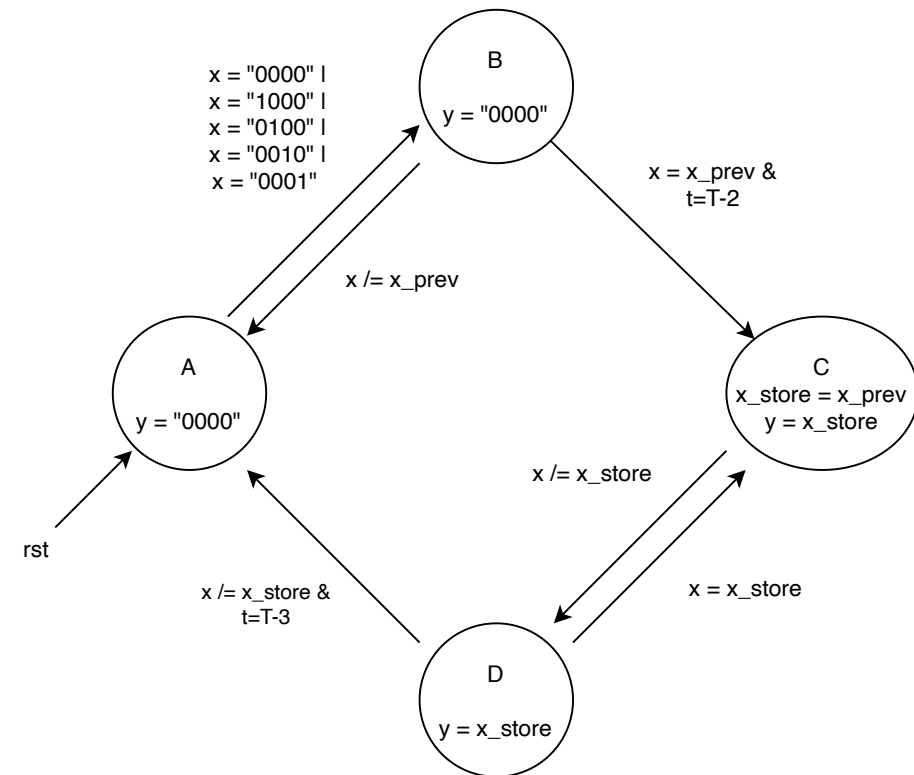 B
y = "0000"
x = "0000" |
x = "1000" |
x = "0100" |
x = "0010" |
x = "0001"
x = x_prev &
t=T-2
x /= x_prev
A
y = "0000"
C
x_store = x_prev
y = x_store
x /= x_store
rst
x /= x_store &
t=T-3
x = x_store
D
y = x_store